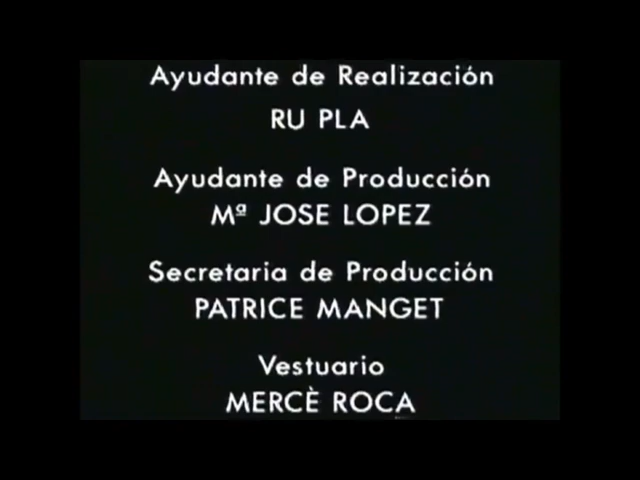 Ayudante de Realización
RU PLA
Ayudante de Producción
Mª JOSE LOPEZ
Secretaria de Producción
PATRICE MANGET
Vestuario
MERCÈ ROCA